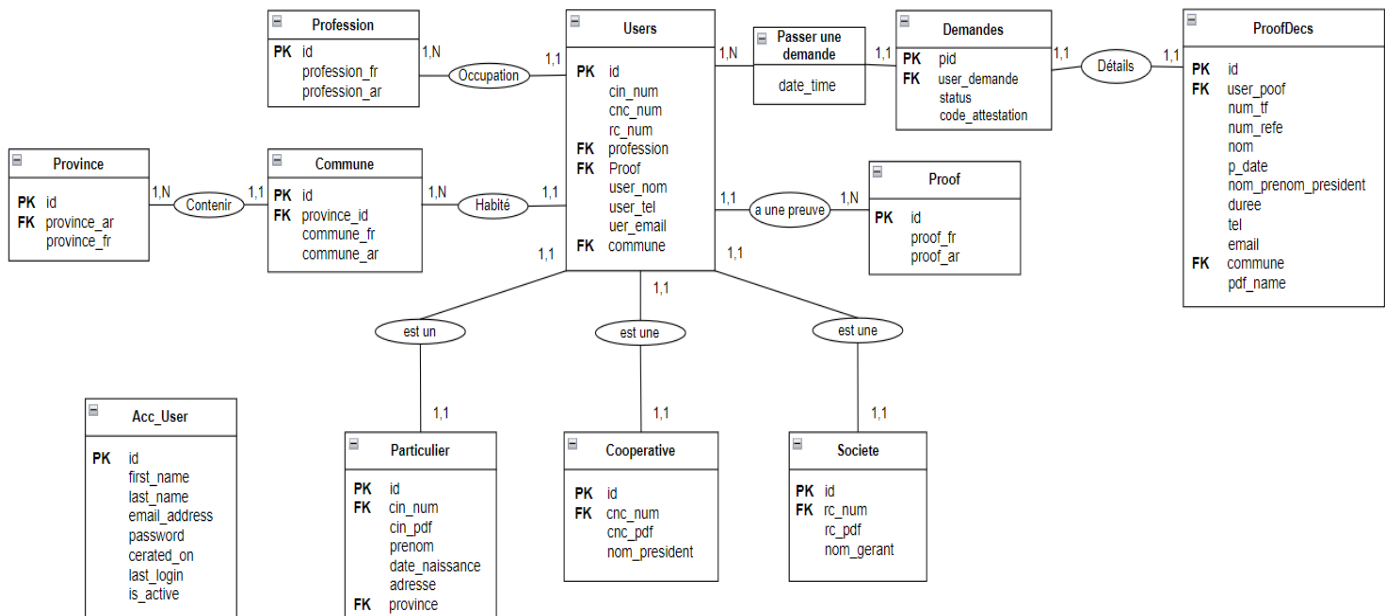 Profession
PK id
profession_fr
profession_ar
1,N
Occupation
1,1
Users
PK id
cin_num
cnc_num
rc_num
FK profession
FK Proof
user_nom
user_tel
uer_email
FK commune
1,N
Passer une
demande
date_time
1,1
Demandes
PK pid
FK user_demande
status
code_attestation
1,1
Détails
1,1
ProofDecs
PK id
FK user_poof
num_tf
num_refe
nom
p_date
nom_prenom_president
duree
tel
email
FK commune
pdf_name
Province
PK id
FK province_ar
province_fr
1,N
Contenir
1,1
Commune
PK id
FK province_id
commune_fr
commune_ar
1,N
Habité
1,1
1,1
a une preuve
1,N
Proof
PK id
proof_fr
proof_ar
1,1
1,1
1,1
est un
est une
est une
1,1
1,1
1,1
Acc_User
PK id
first_name
last_name
email_address
password
cerated_on
last_login
is_active
Particulier
PK id
FK cin_num
cin_pdf
prenom
date_naissance
adresse
FK province
Cooperative
PK id
FK cnc_num
cnc_pdf
nom_president
Societe
PK id
FK rc_num
rc_pdf
nom_gerant